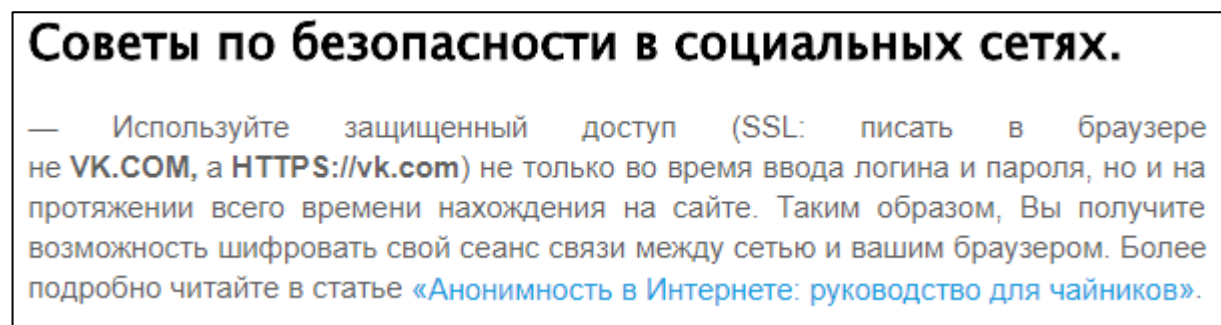 Советы по безопасности в социальных сетях.
— Используйте защищенный доступ (SSL: писать в браузере
не VK.COM, а HTTPS://vk.com) не только во время ввода логина и пароля, но и на
протяжении всего времени нахождения на сайте. Таким образом, Вы получите
возможность шифровать свой сеанс связи между сетью и вашим браузером. Более
подробно читайте в статье «Анонимность в Интернете: руководство для чайников».